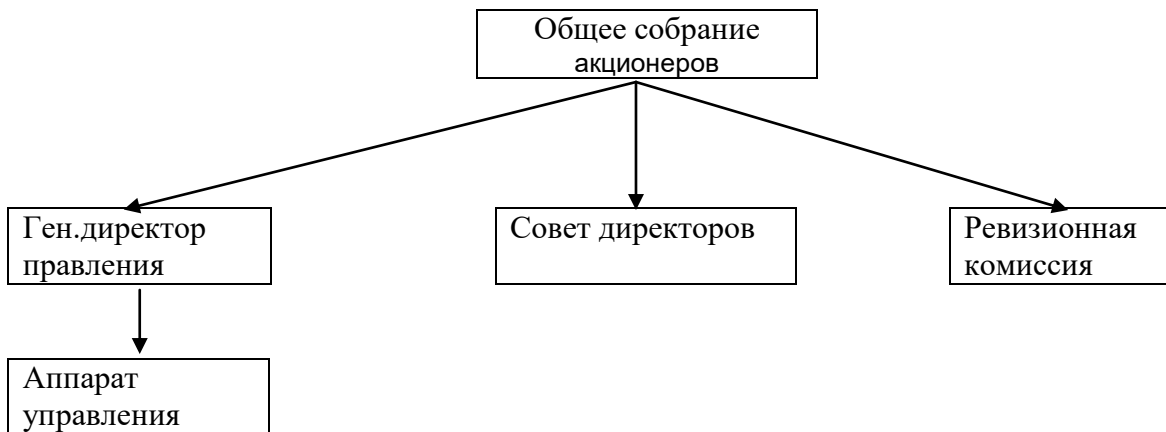 Общее собрание
акционеров
Ген.директор
правления
Совет директоров
Ревизионная
комиссия
Аппарат
управления